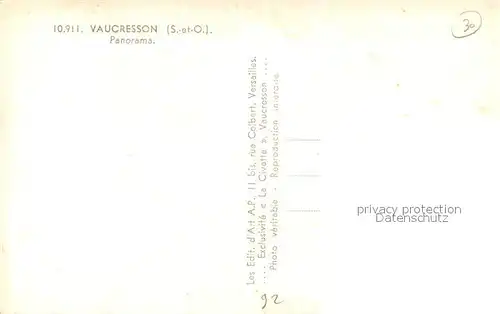 10.911. VAUCRESSON (S.-et-O.).
Panorama.
30
Les Edit. d'Art A.P., 11 bis, rue Colbert, Versailles.
.... Exclusivité « La Civette », Vaucresson ....
Photo véritable - Reproduction interdite
privacy protection
Datenschutz
92